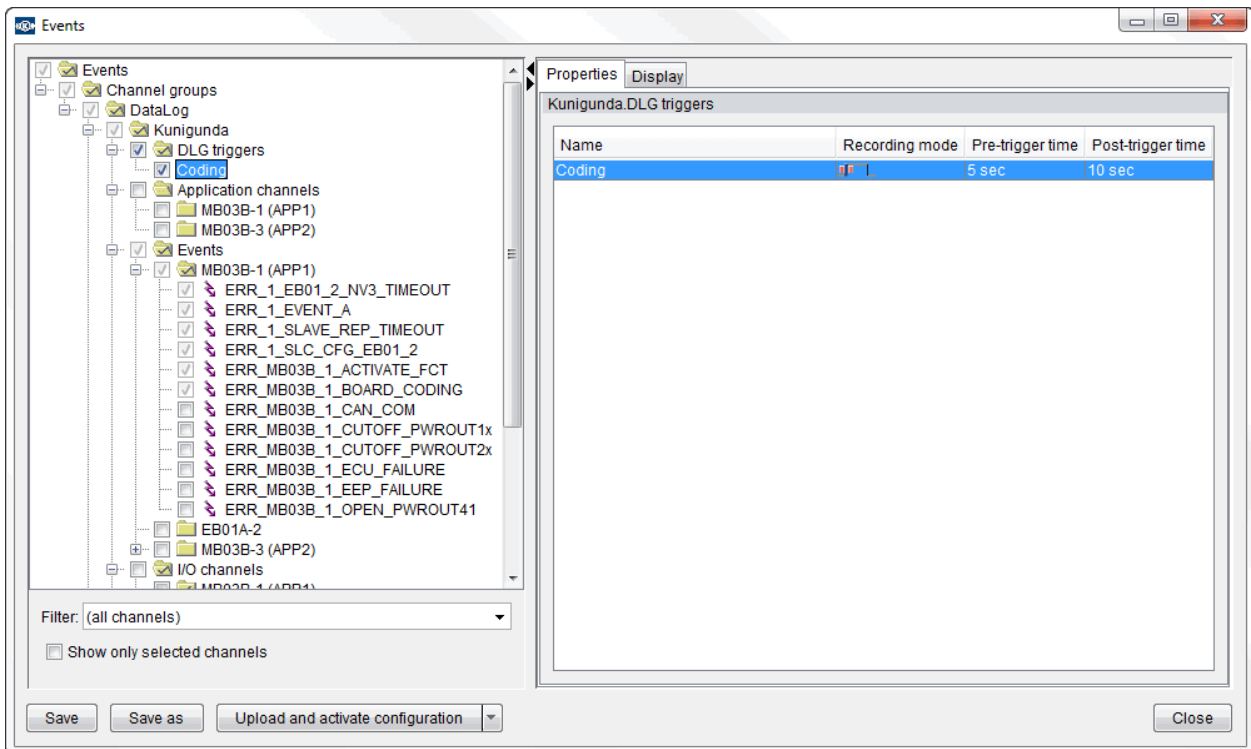 Events
Events
Channel groups
DataLog
Kunigunda
DLG triggers
Coding
Application channels
MB03B-1 (APP1)
MB03B-3 (APP2)
Events
MB03B-1 (APP1)
ERR_1_EB01_2_NV3_TIMEOUT
ERR_1_EVENT_A
ERR_1_SLAVE_REP_TIMEOUT
ERR_1_SLC_CFG_EB01_2
ERR_MB03B_1_ACTIVATE_FCT
ERR_MB03B_1_BOARD_CODING
ERR_MB03B_1_CAN_COM
ERR_MB03B_1_CUTOFF_PWROUT1x
ERR_MB03B_1_CUTOFF_PWROUT2x
ERR_MB03B_1_ECU_FAILURE
ERR_MB03B_1_EEP_FAILURE
ERR_MB03B_1_OPEN_PWROUT41
EB01A-2
MB03B-3 (APP2)
I/O channels
MB03B-1 (APP1)
Filter: (all channels)
Show only selected channels
Properties Display
Kunigunda.DLG triggers
Name Recording mode Pre-trigger time Post-trigger time
Coding 5 sec 10 sec
Save Save as Upload and activate configuration Close